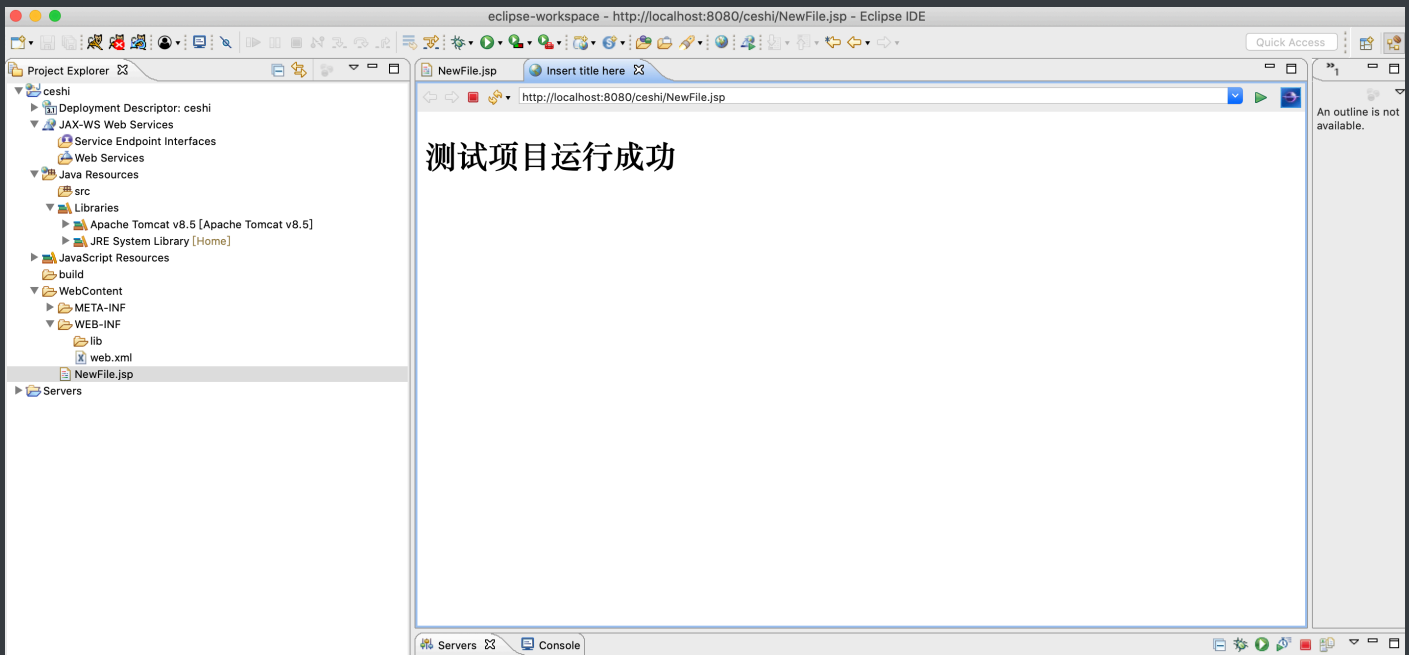 eclipse-workspace - http://localhost:8080/ceshi/NewFile.jsp - Eclipse IDE
Quick Access
Project Explorer
ceshi
Deployment Descriptor: ceshi
JAX-WS Web Services
Service Endpoint Interfaces
Web Services
Java Resources
src
Libraries
Apache Tomcat v8.5 [Apache Tomcat v8.5]
JRE System Library [Home]
JavaScript Resources
build
WebContent
META-INF
WEB-INF
lib
web.xml
NewFile.jsp
Servers
NewFile.jsp
Insert title here
http://localhost:8080/ceshi/NewFile.jsp
测试项目运行成功
"1
An outline is not
available.
Servers
Console